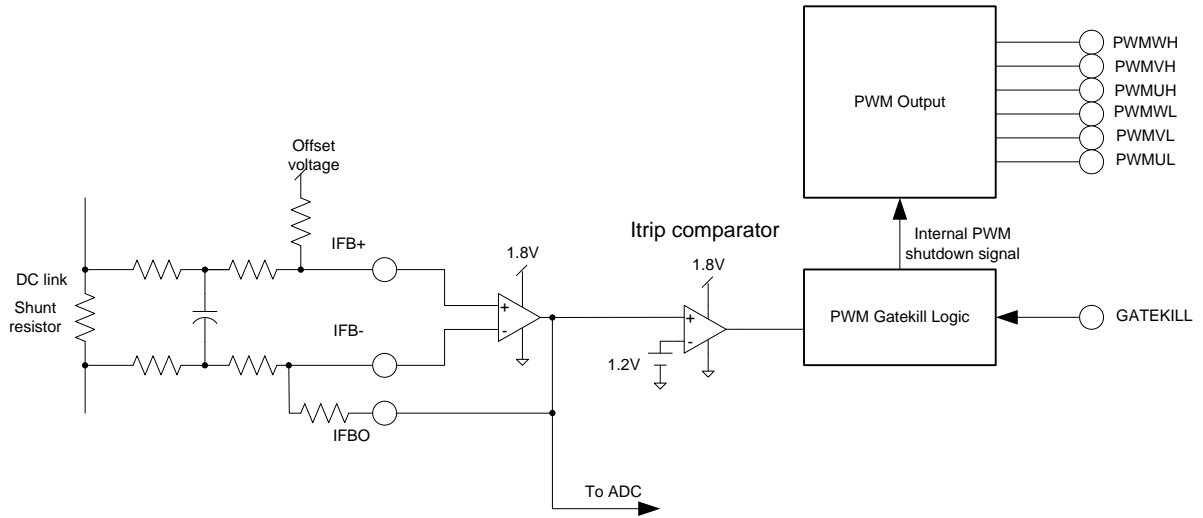 PWMWH
PWMVH
PWMUH
PWMWL
PWMVL
PWMUL
PWM Output
Offset
voltage
IFB+
Itrip comparator
Internal PWM
shutdown signal
1.8V
1.8V
DC link
Shunt
resistor
+
-
+
-
PWM Gatekill Logic
GATEKILL
IFB-
1.2V
IFBO
To ADC